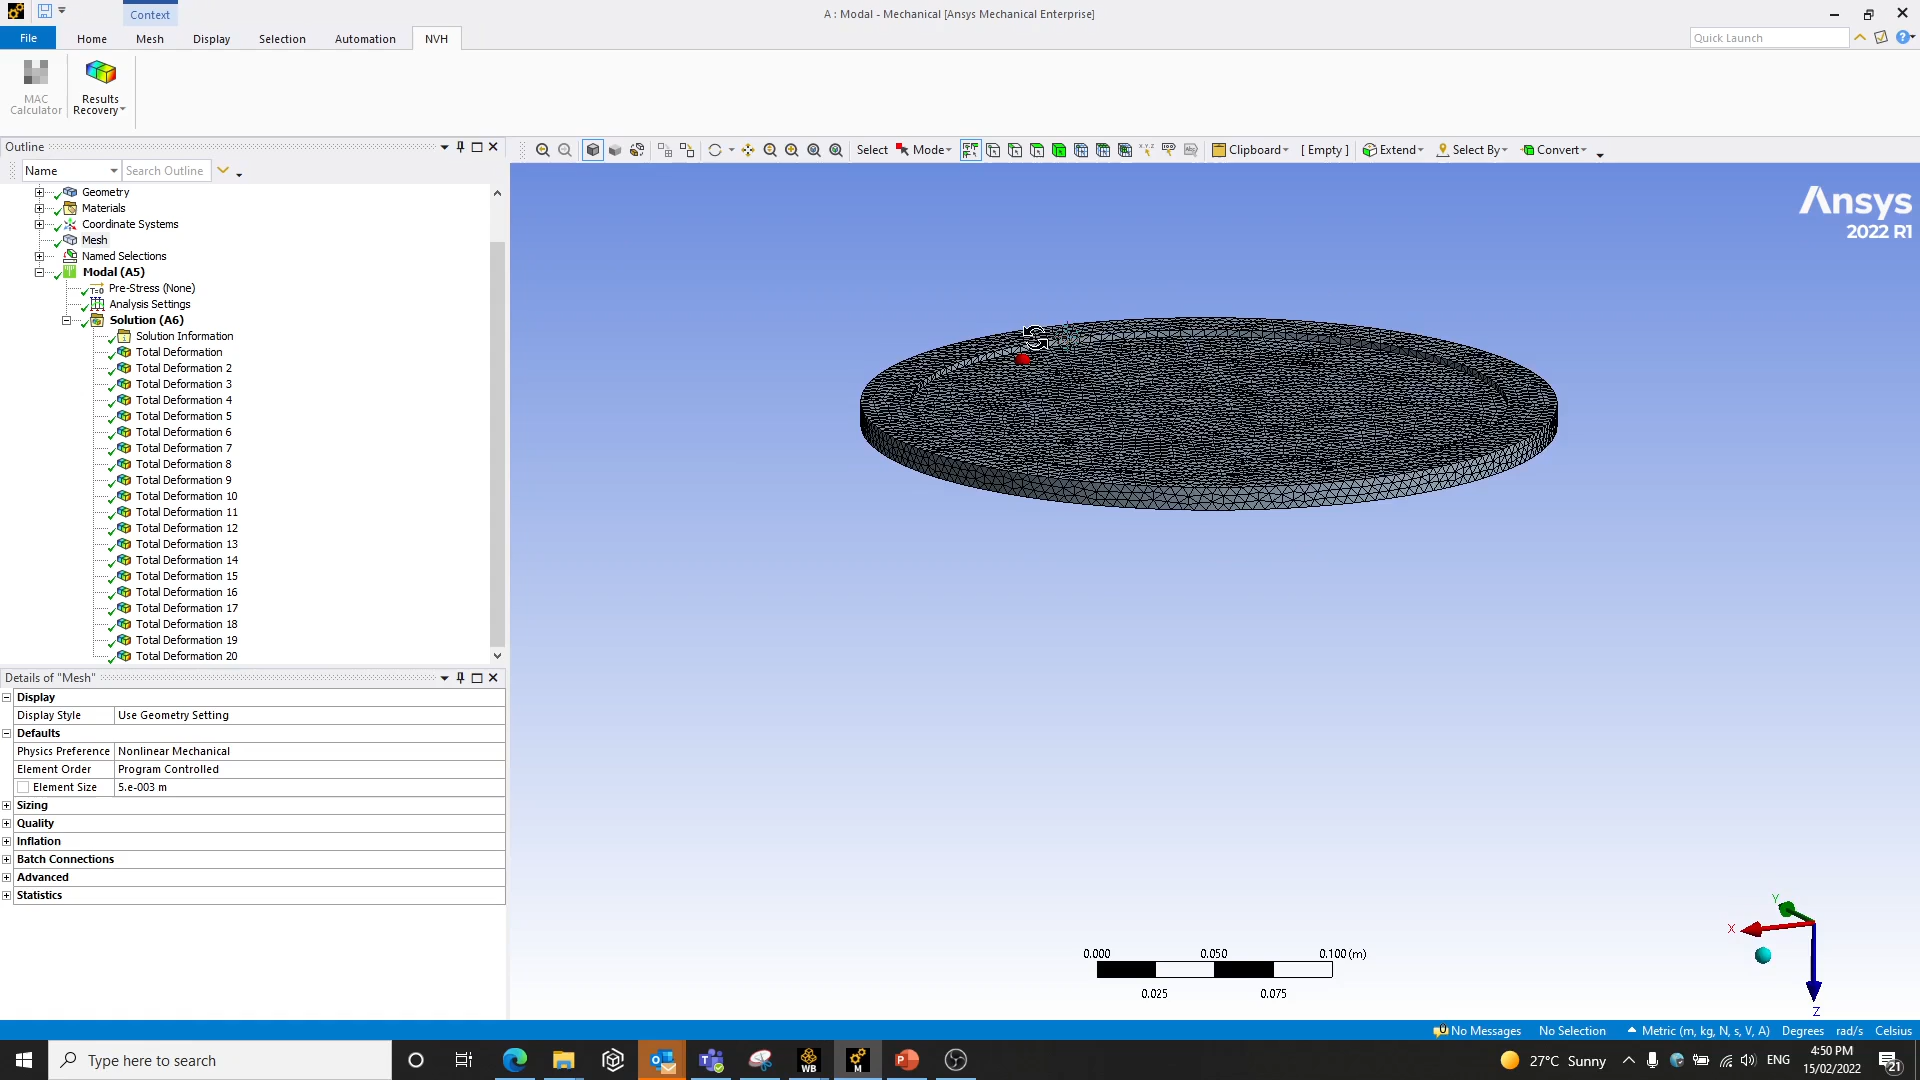 Context
A : Modal - Mechanical [Ansys Mechanical Enterprise]
File Home Mesh Display Selection Automation NVH
Quick Launch
MAC Calculator
Results Recovery
Outline
Name Search Outline
Select Mode Clipboard [ Empty ] Extend Select By Convert
Geometry
Materials
Coordinate Systems
Mesh
Named Selections
Modal (A5)
Pre-Stress (None)
Analysis Settings
Solution (A6)
Solution Information
Total Deformation
Total Deformation 2
Total Deformation 3
Total Deformation 4
Total Deformation 5
Total Deformation 6
Total Deformation 7
Total Deformation 8
Total Deformation 9
Total Deformation 10
Total Deformation 11
Total Deformation 12
Total Deformation 13
Total Deformation 14
Total Deformation 15
Total Deformation 16
Total Deformation 17
Total Deformation 18
Total Deformation 19
Total Deformation 20
Ansys
2022 R1
Details of "Mesh"
Display
Display Style Use Geometry Setting
Defaults
Physics Preference Nonlinear Mechanical
Element Order Program Controlled
Element Size 5.e-003 m
Sizing
Quality
Inflation
Batch Connections
Advanced
Statistics
0.000 0.050 0.100 (m)
0.025 0.075
Y
X
Z
No Messages No Selection Metric (m, kg, N, s, V, A) Degrees rad/s Celsius
Type here to search
WB
M
27°C Sunny
ENG
4:50 PM
15/02/2022
21